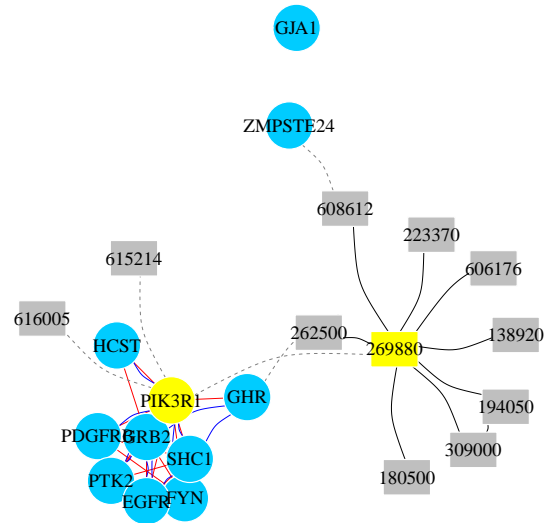 GJA1
ZMPSTE24
608612
223370
615214
606176
616005
262500
138920
HCST
269880
PIK3R1
GHR
194050
PDGFRB
GRB2
309000
SHC1
180500
PTK2
EGFR
FYN